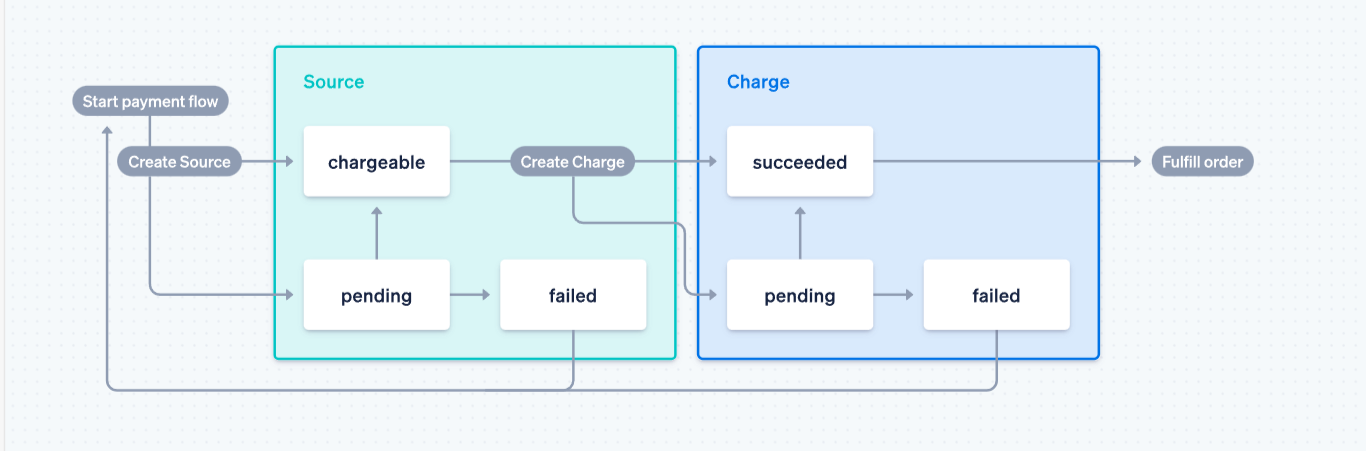 Source
Charge
Start payment flow
Create Source
chargeable
Create Charge
succeeded
Fulfill order
pending
failed
pending
failed